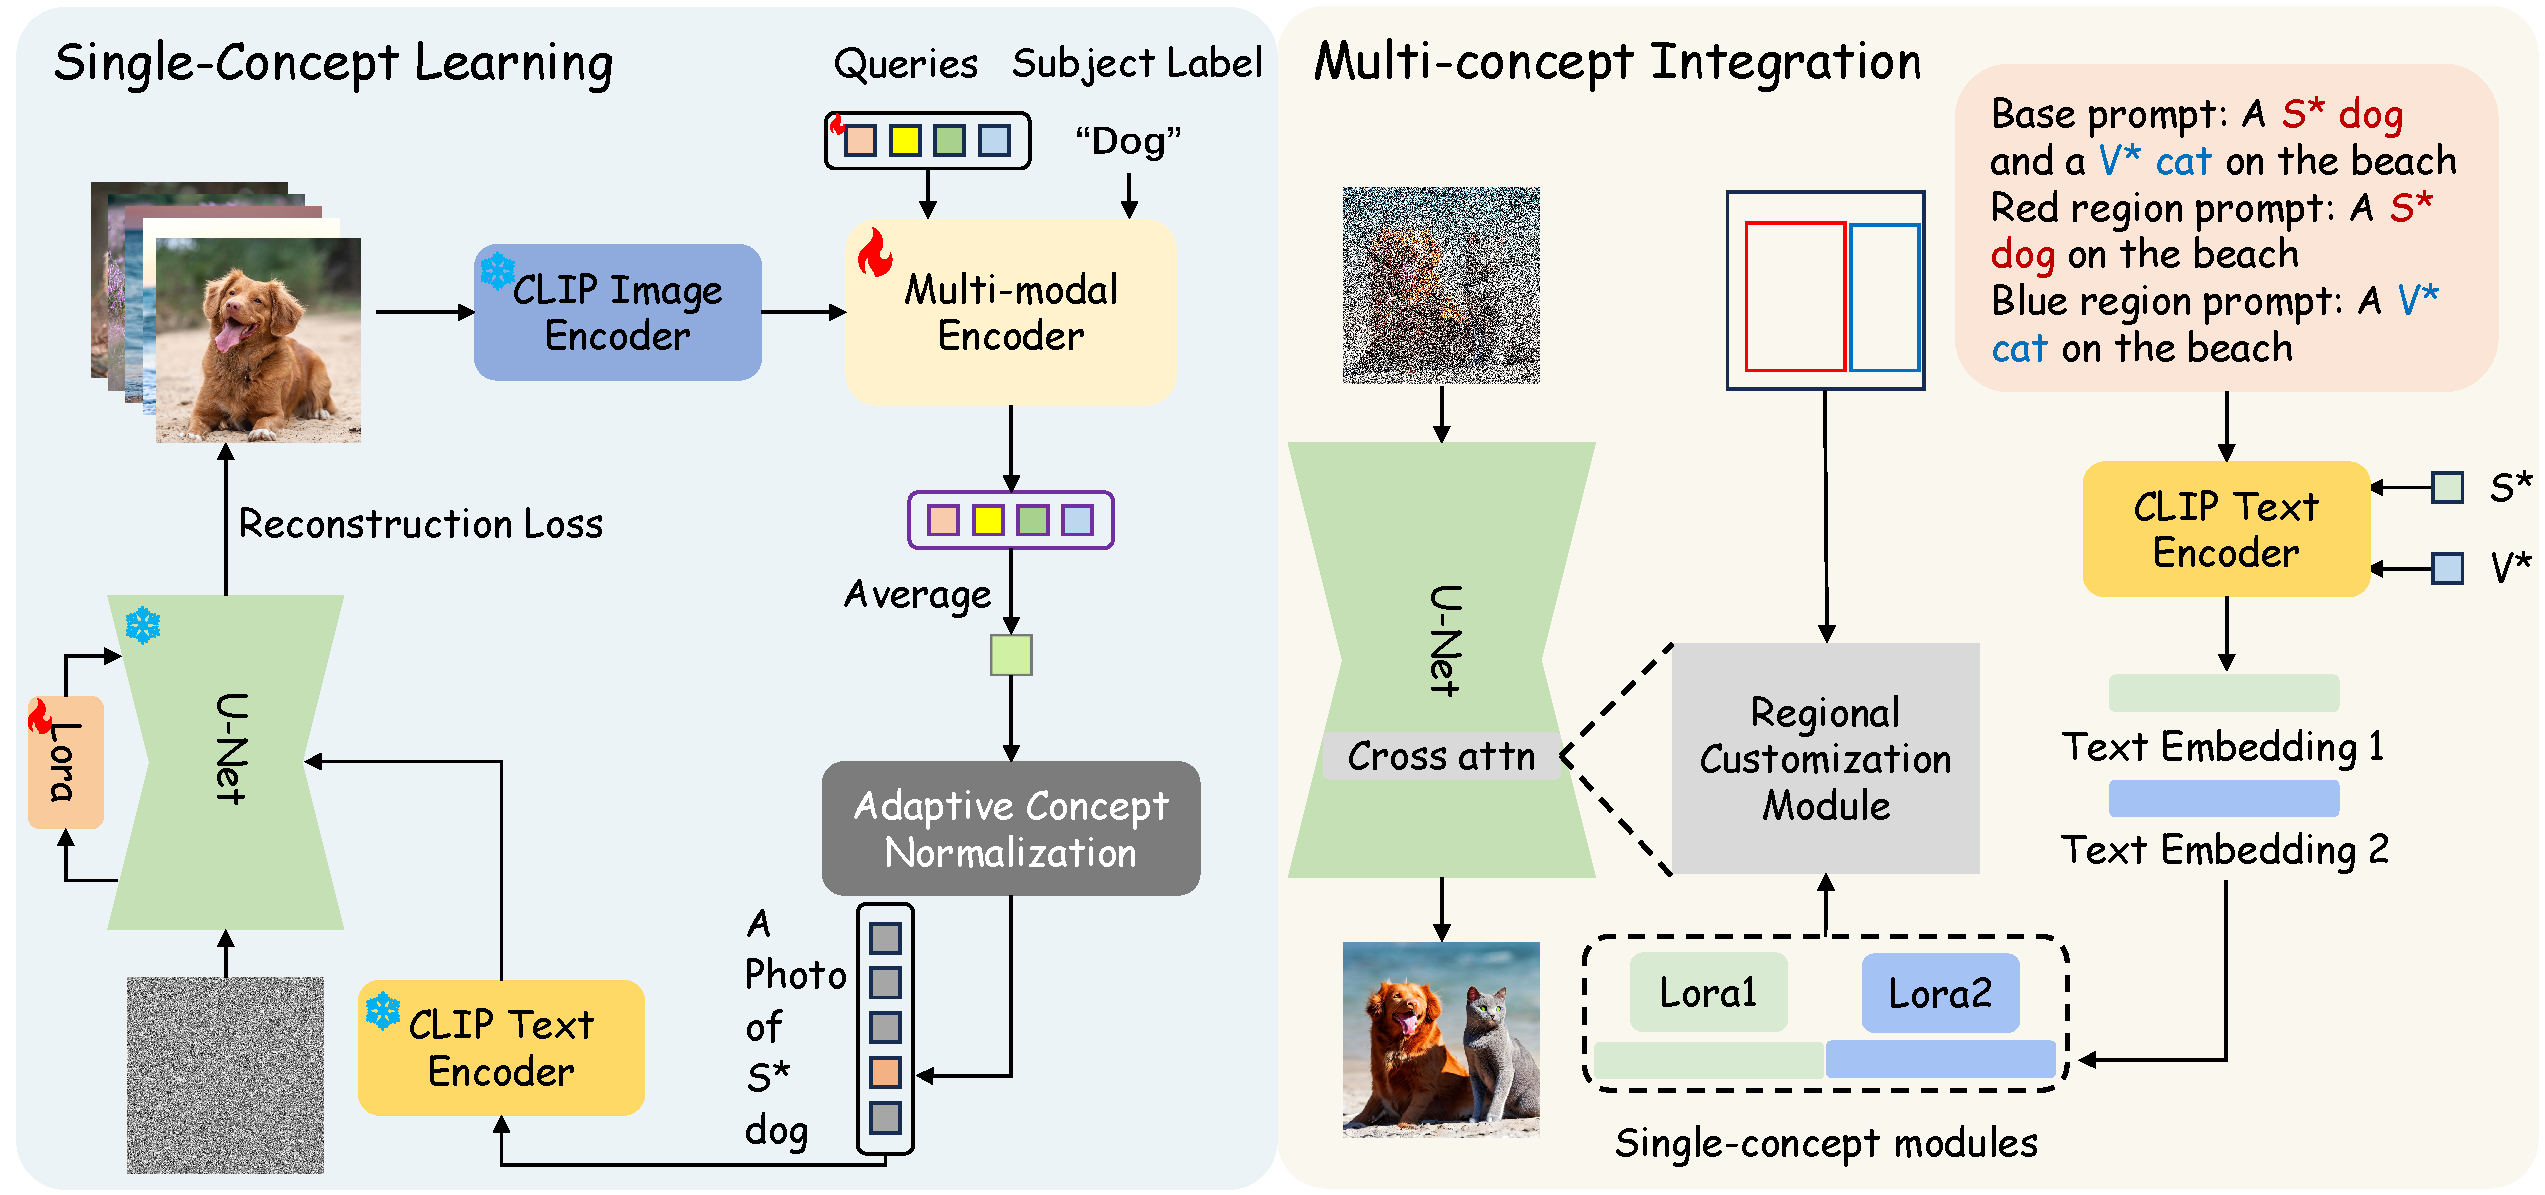 Single-Concept Learning
Queries
Subject Label
“Dog”
CLIP Image
Encoder
Multi-modal
Encoder
Reconstruction Loss
Average
U-Net
Lora
Adaptive Concept
Normalization
A
Photo
of
S*
dog
CLIP Text
Encoder
Multi-concept Integration
Base prompt: A S* dog
and a V* cat on the beach
Red region prompt: A S*
dog on the beach
Blue region prompt: A V*
cat on the beach
CLIP Text
Encoder
S*
V*
U-Net
Cross attn
Regional
Customization
Module
Text Embedding 1
Text Embedding 2
Lora1
Lora2
Single-concept modules